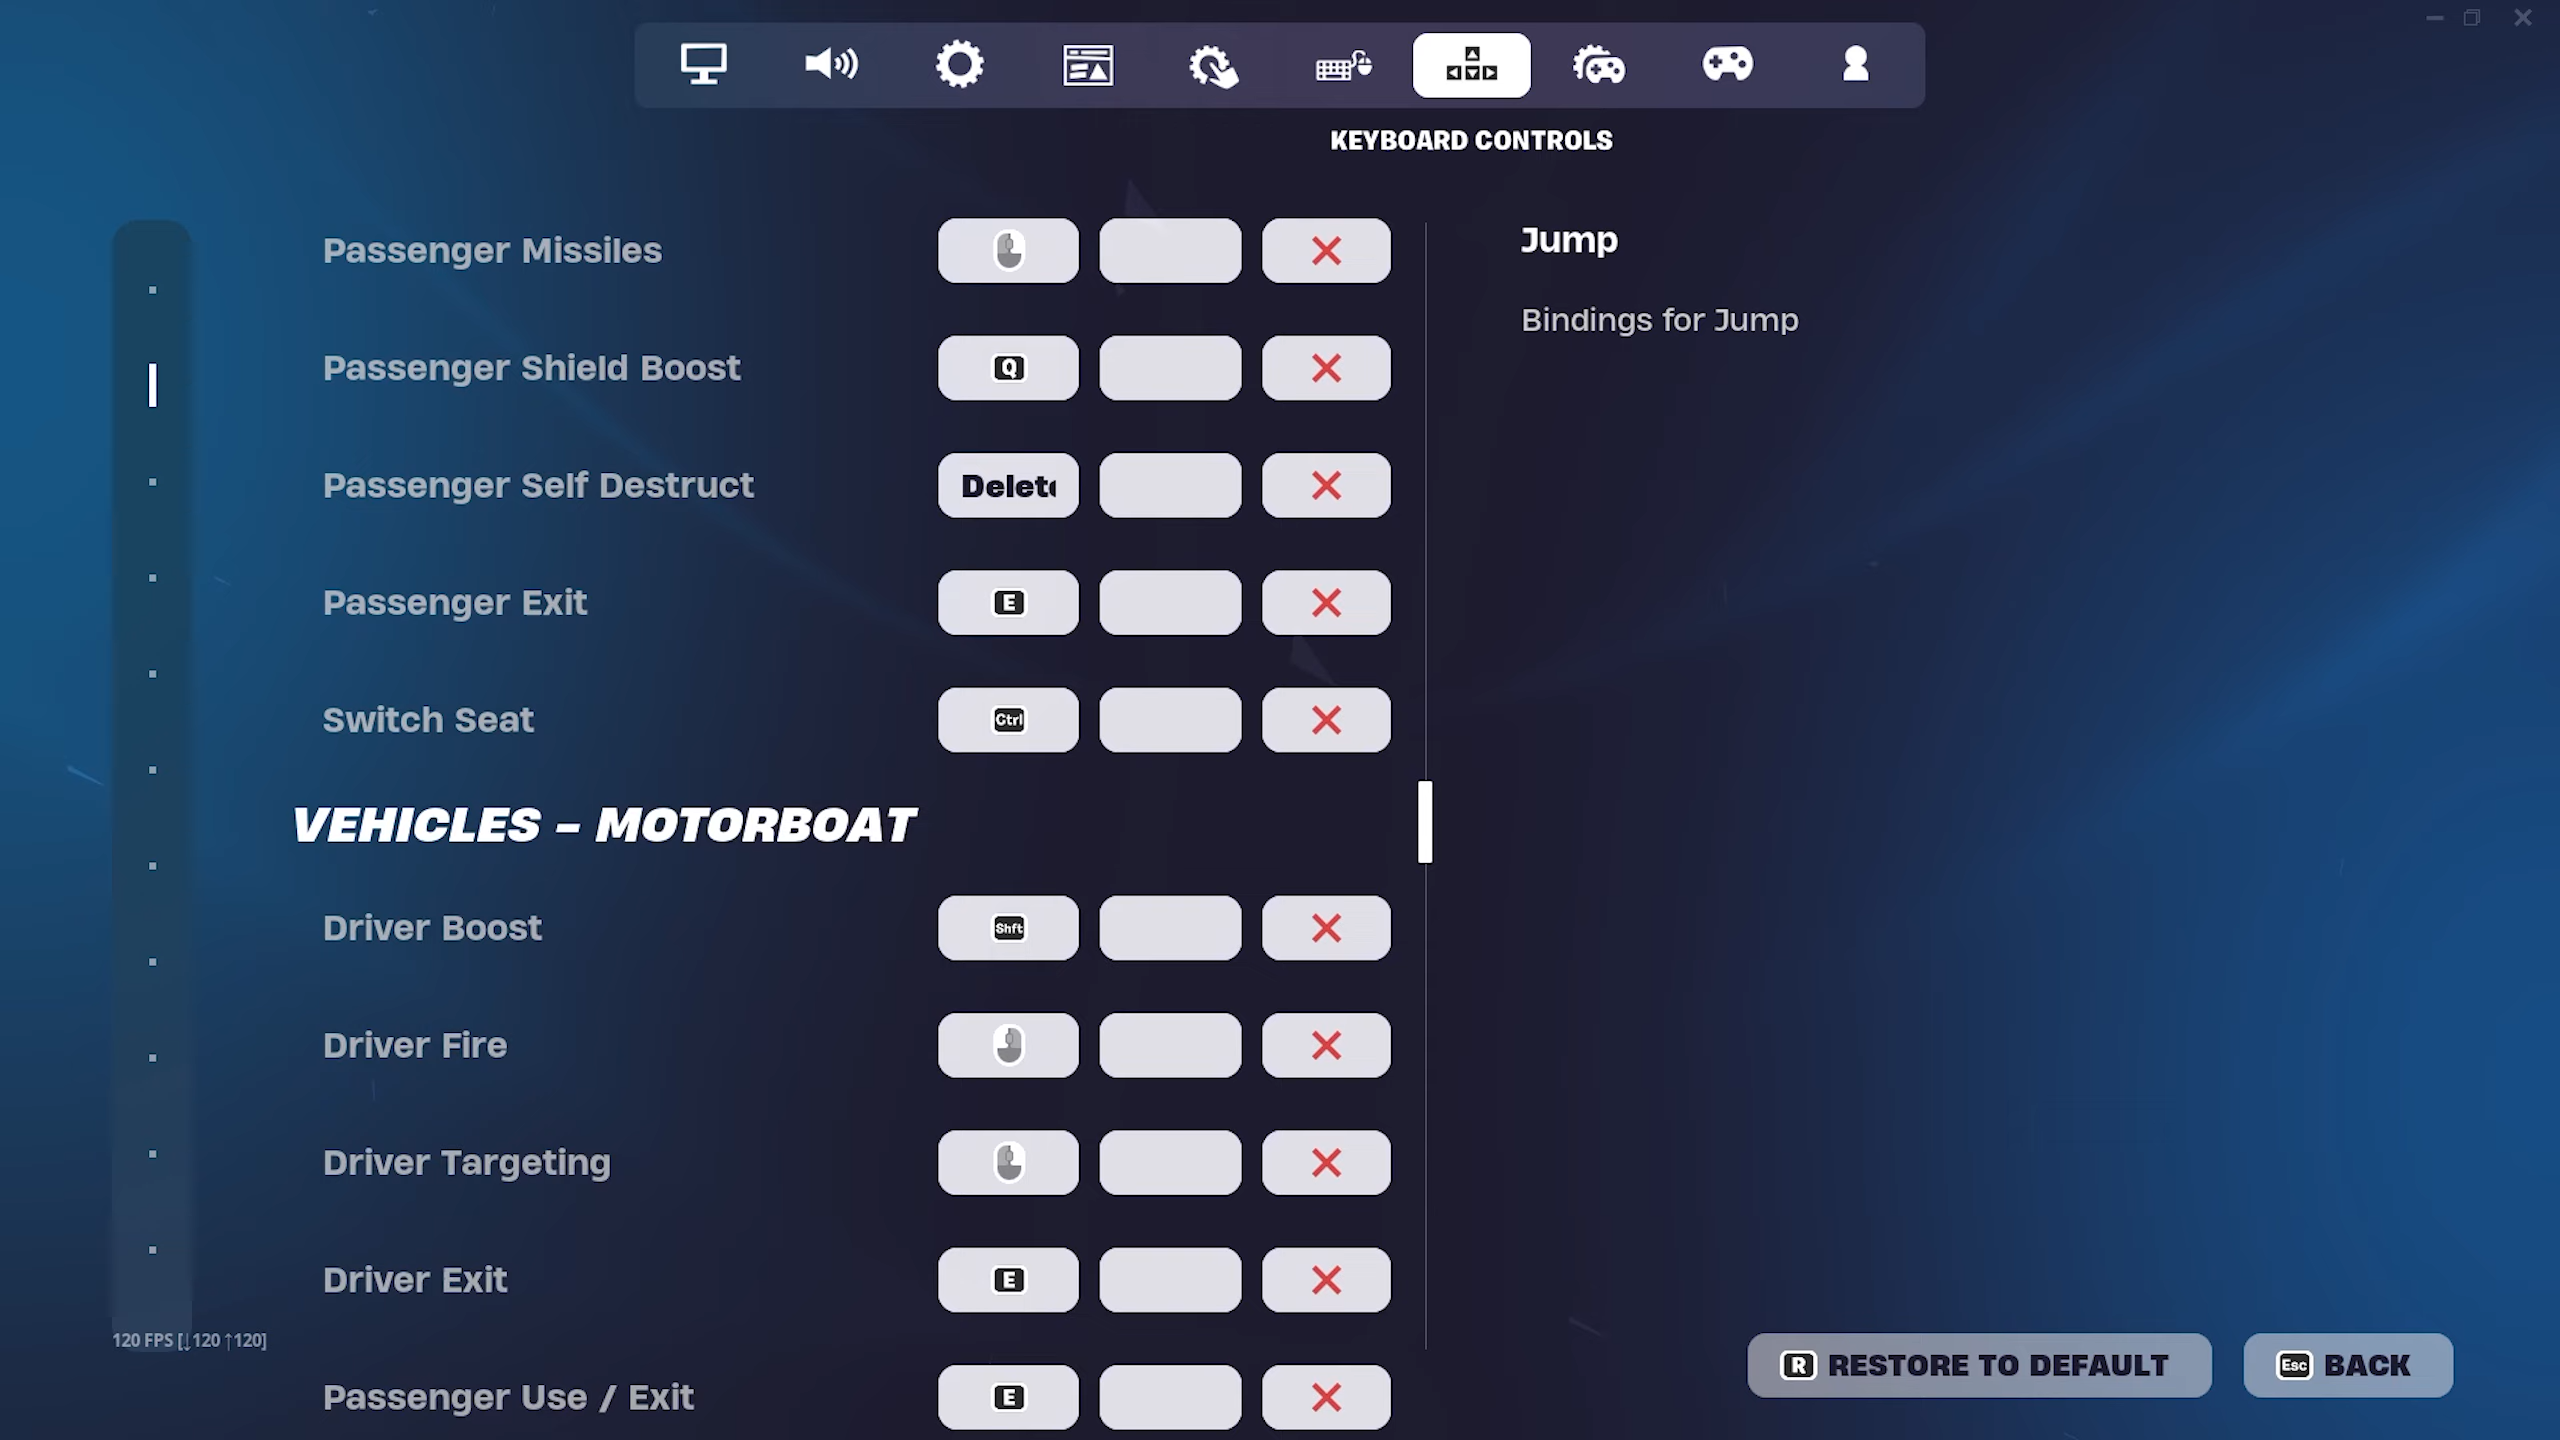 KEYBOARD CONTROLS
Passenger Missiles
Jump
Bindings for Jump
Passenger Shield Boost
Q
Passenger Self Destruct
Delete
Passenger Exit
E
Switch Seat
Ctrl
VEHICLES - MOTORBOAT
Driver Boost
Shft
Driver Fire
Driver Targeting
Driver Exit
E
Passenger Use / Exit
E
120 FPS [↓120 ↑120]
R RESTORE TO DEFAULT
Esc BACK